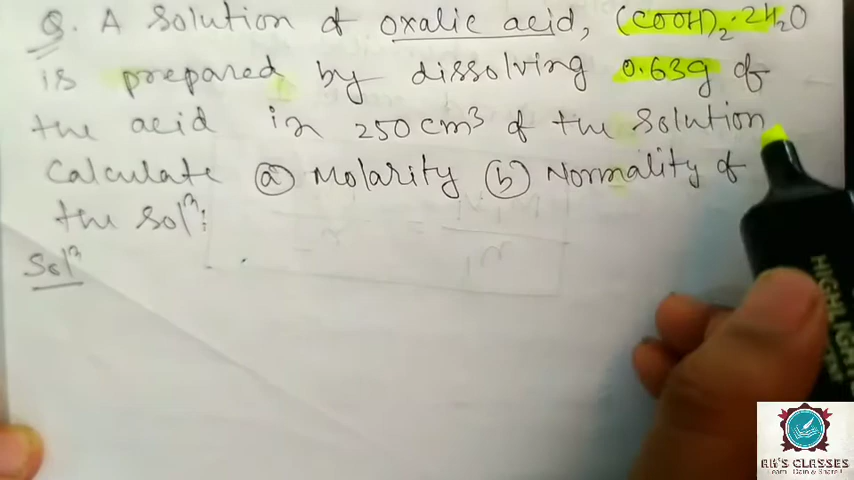 Q. A Solution of oxalic acid, (COOH)₂·2H₂O
is prepared by dissolving 0.63g of
the acid in 250 cm³ of the solution
Calculate ⓐ Molarity ⓑ Normality of
the Solⁿ:
Solⁿ
HIGHLIGHT
RK'S CLASSES